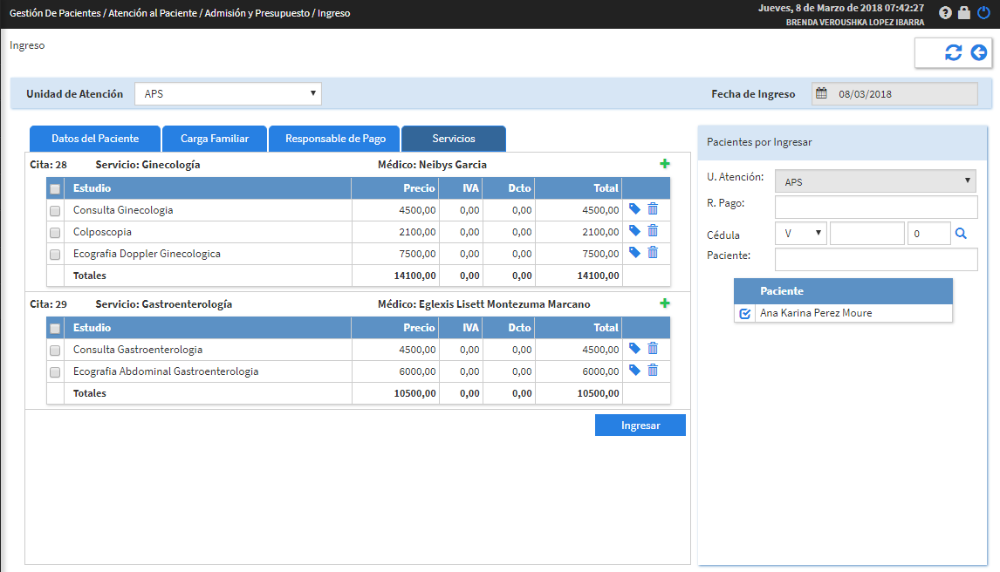 Gestión De Pacientes / Atención al Paciente / Admisión y Presupuesto / Ingreso
Jueves, 8 de Marzo de 2018 07:42:27
BRENDA VEROUSHKA LOPEZ IBARRA
Ingreso
Unidad de Atención APS Fecha de Ingreso 08/03/2018
Datos del Paciente Carga Familiar Responsable de Pago Servicios
Cita: 28 Servicio: Ginecología Médico: Neibys Garcia
Estudio Precio IVA Dcto Total
Consulta Ginecologia 4500,00 0,00 0,00 4500,00
Colposcopia 2100,00 0,00 0,00 2100,00
Ecografia Doppler Ginecologica 7500,00 0,00 0,00 7500,00
Totales 14100,00 0,00 0,00 14100,00
Cita: 29 Servicio: Gastroenterología Médico: Eglexis Lisett Montezuma Marcano
Estudio Precio IVA Dcto Total
Consulta Gastroenterologia 4500,00 0,00 0,00 4500,00
Ecografia Abdominal Gastroenterologia 6000,00 0,00 0,00 6000,00
Totales 10500,00 0,00 0,00 10500,00
Ingresar
Pacientes por Ingresar
U. Atención: APS
R. Pago:
Cédula V 0
Paciente:
Paciente
Ana Karina Perez Moure